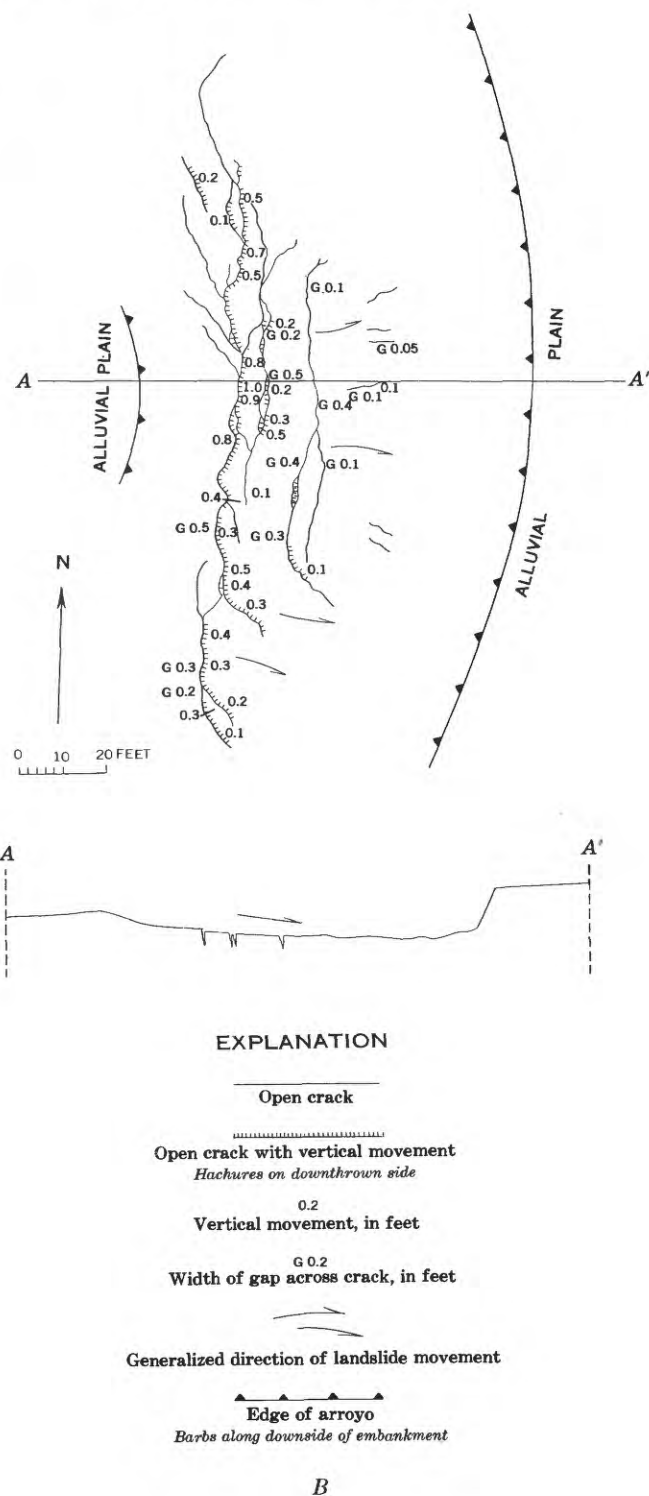 0.2
0.5
0.1
0.7
0.5
G 0.1
0.2
G 0.2
G 0.05
0.8
ALLUVIAL PLAIN
PLAIN
G 0.5
A
1.0
0.2
0.1
G 0.1
A'
0.9
G 0.4
0.3
0.8
0.5
G 0.4
G 0.1
0.4
0.1
ALLUVIAL
G 0.5
0.3
G 0.3
N
0.5
0.1
0.4
0.3
0.4
G 0.3
0.3
G 0.2
0.2
0.3
0.1
0 10 20 FEET
A
A'
EXPLANATION
Open crack
Open crack with vertical movement
Hachures on downthrown side
0.2
Vertical movement, in feet
G 0.2
Width of gap across crack, in feet
Generalized direction of landslide movement
Edge of arroyo
Barbs along downside of embankment
B